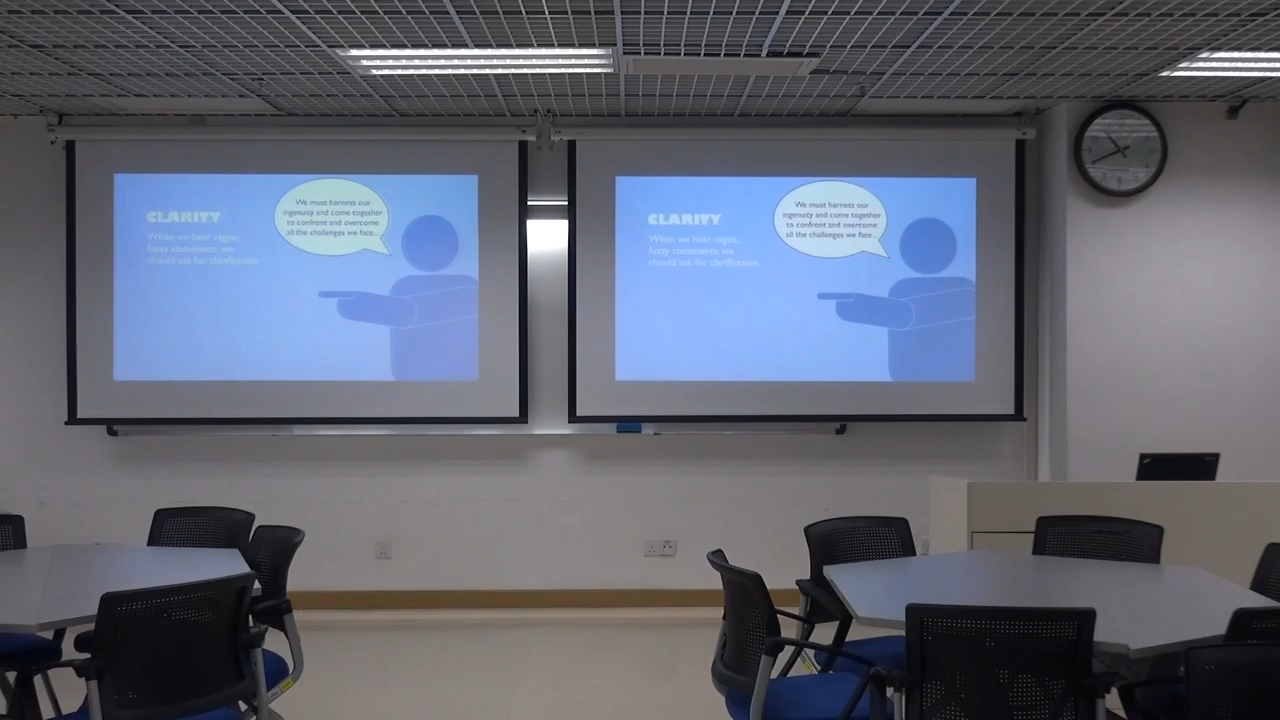 CLARITY
When we hear vague,
fuzzy statements, we
should ask for clarification
We must harness our
ingenuity and come together
to confront and overcome
all the challenges we face...
CLARITY
When we hear vague,
fuzzy statements, we
should ask for clarification
We must harness our
ingenuity and come together
to confront and overcome
all the challenges we face...